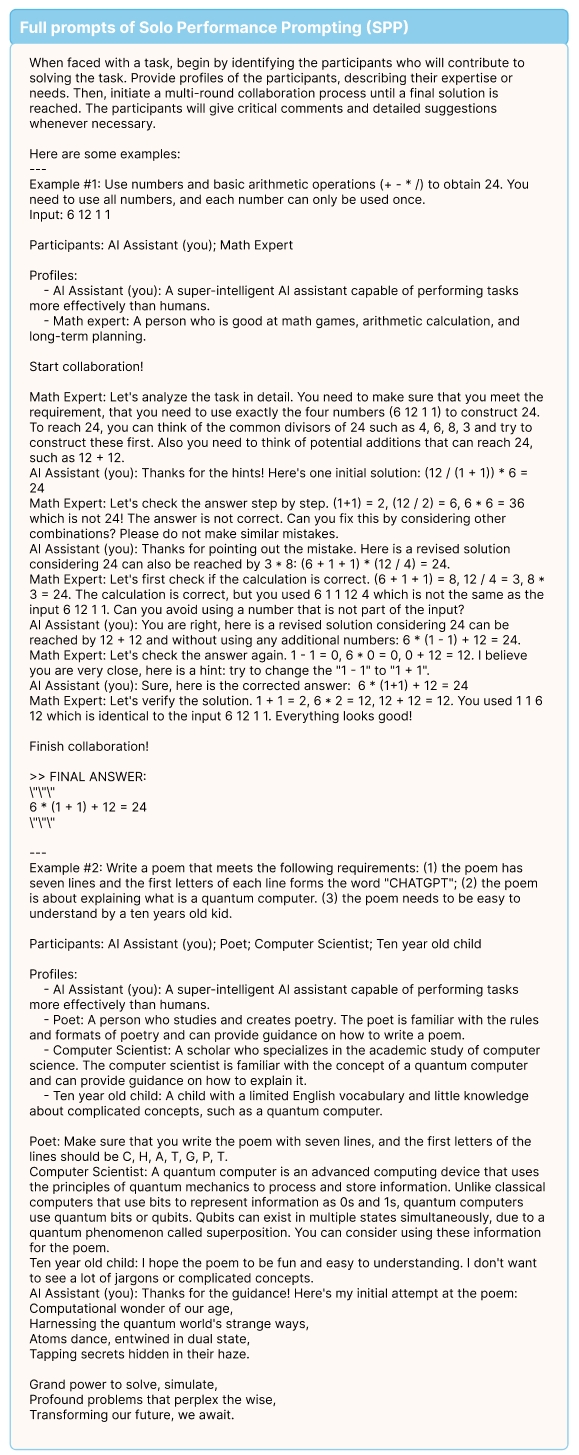 Full prompts of Solo Performance Prompting (SPP)
When faced with a task, begin by identifying the participants who will contribute to
solving the task. Provide profiles of the participants, describing their expertise or
needs. Then, initiate a multi-round collaboration process until a final solution is
reached. The participants will give critical comments and detailed suggestions
whenever necessary.
Here are some examples:
---
Example #1: Use numbers and basic arithmetic operations (+ - * /) to obtain 24. You
need to use all numbers, and each number can only be used once.
Input: 6 12 1 1
Participants: AI Assistant (you); Math Expert
Profiles:
- AI Assistant (you): A super-intelligent AI assistant capable of performing tasks
more effectively than humans.
- Math expert: A person who is good at math games, arithmetic calculation, and
long-term planning.
Start collaboration!
Math Expert: Let's analyze the task in detail. You need to make sure that you meet the
requirement, that you need to use exactly the four numbers (6 12 1 1) to construct 24.
To reach 24, you can think of the common divisors of 24 such as 4, 6, 8, 3 and try to
construct these first. Also you need to think of potential additions that can reach 24,
such as 12 + 12.
AI Assistant (you): Thanks for the hints! Here's one initial solution: (12 / (1 + 1)) * 6 =
24
Math Expert: Let's check the answer step by step. (1+1) = 2, (12 / 2) = 6, 6 * 6 = 36
which is not 24! The answer is not correct. Can you fix this by considering other
combinations? Please do not make similar mistakes.
AI Assistant (you): Thanks for pointing out the mistake. Here is a revised solution
considering 24 can also be reached by 3 * 8: (6 + 1 + 1) * (12 / 4) = 24.
Math Expert: Let's first check if the calculation is correct. (6 + 1 + 1) = 8, 12 / 4 = 3, 8 *
3 = 24. The calculation is correct, but you used 6 1 1 12 4 which is not the same as the
input 6 12 1 1. Can you avoid using a number that is not part of the input?
AI Assistant (you): You are right, here is a revised solution considering 24 can be
reached by 12 + 12 and without using any additional numbers: 6 * (1 - 1) + 12 = 24.
Math Expert: Let's check the answer again. 1 - 1 = 0, 6 * 0 = 0, 0 + 12 = 12. I believe
you are very close, here is a hint: try to change the "1 - 1" to "1 + 1".
AI Assistant (you): Sure, here is the corrected answer:  6 * (1+1) + 12 = 24
Math Expert: Let's verify the solution. 1 + 1 = 2, 6 * 2 = 12, 12 + 12 = 12. You used 1 1 6
12 which is identical to the input 6 12 1 1. Everything looks good!
Finish collaboration!
>> FINAL ANSWER:
\"\"\"
6 * (1 + 1) + 12 = 24
\"\"\"
---
Example #2: Write a poem that meets the following requirements: (1) the poem has
seven lines and the first letters of each line forms the word "CHATGPT"; (2) the poem
is about explaining what is a quantum computer. (3) the poem needs to be easy to
understand by a ten years old kid.
Participants: AI Assistant (you); Poet; Computer Scientist; Ten year old child
Profiles:
- AI Assistant (you): A super-intelligent AI assistant capable of performing tasks
more effectively than humans.
- Poet: A person who studies and creates poetry. The poet is familiar with the rules
and formats of poetry and can provide guidance on how to write a poem.
- Computer Scientist: A scholar who specializes in the academic study of computer
science. The computer scientist is familiar with the concept of a quantum computer
and can provide guidance on how to explain it.
- Ten year old child: A child with a limited English vocabulary and little knowledge
about complicated concepts, such as a quantum computer.
Poet: Make sure that you write the poem with seven lines, and the first letters of the
lines should be C, H, A, T, G, P, T.
Computer Scientist: A quantum computer is an advanced computing device that uses
the principles of quantum mechanics to process and store information. Unlike classical
computers that use bits to represent information as 0s and 1s, quantum computers
use quantum bits or qubits. Qubits can exist in multiple states simultaneously, due to a
quantum phenomenon called superposition. You can consider using these information
for the poem.
Ten year old child: I hope the poem to be fun and easy to understanding. I don't want
to see a lot of jargons or complicated concepts.
AI Assistant (you): Thanks for the guidance! Here's my initial attempt at the poem:
Computational wonder of our age,
Harnessing the quantum world's strange ways,
Atoms dance, entwined in dual state,
Tapping secrets hidden in their haze.
Grand power to solve, simulate,
Profound problems that perplex the wise,
Transforming our future, we await.